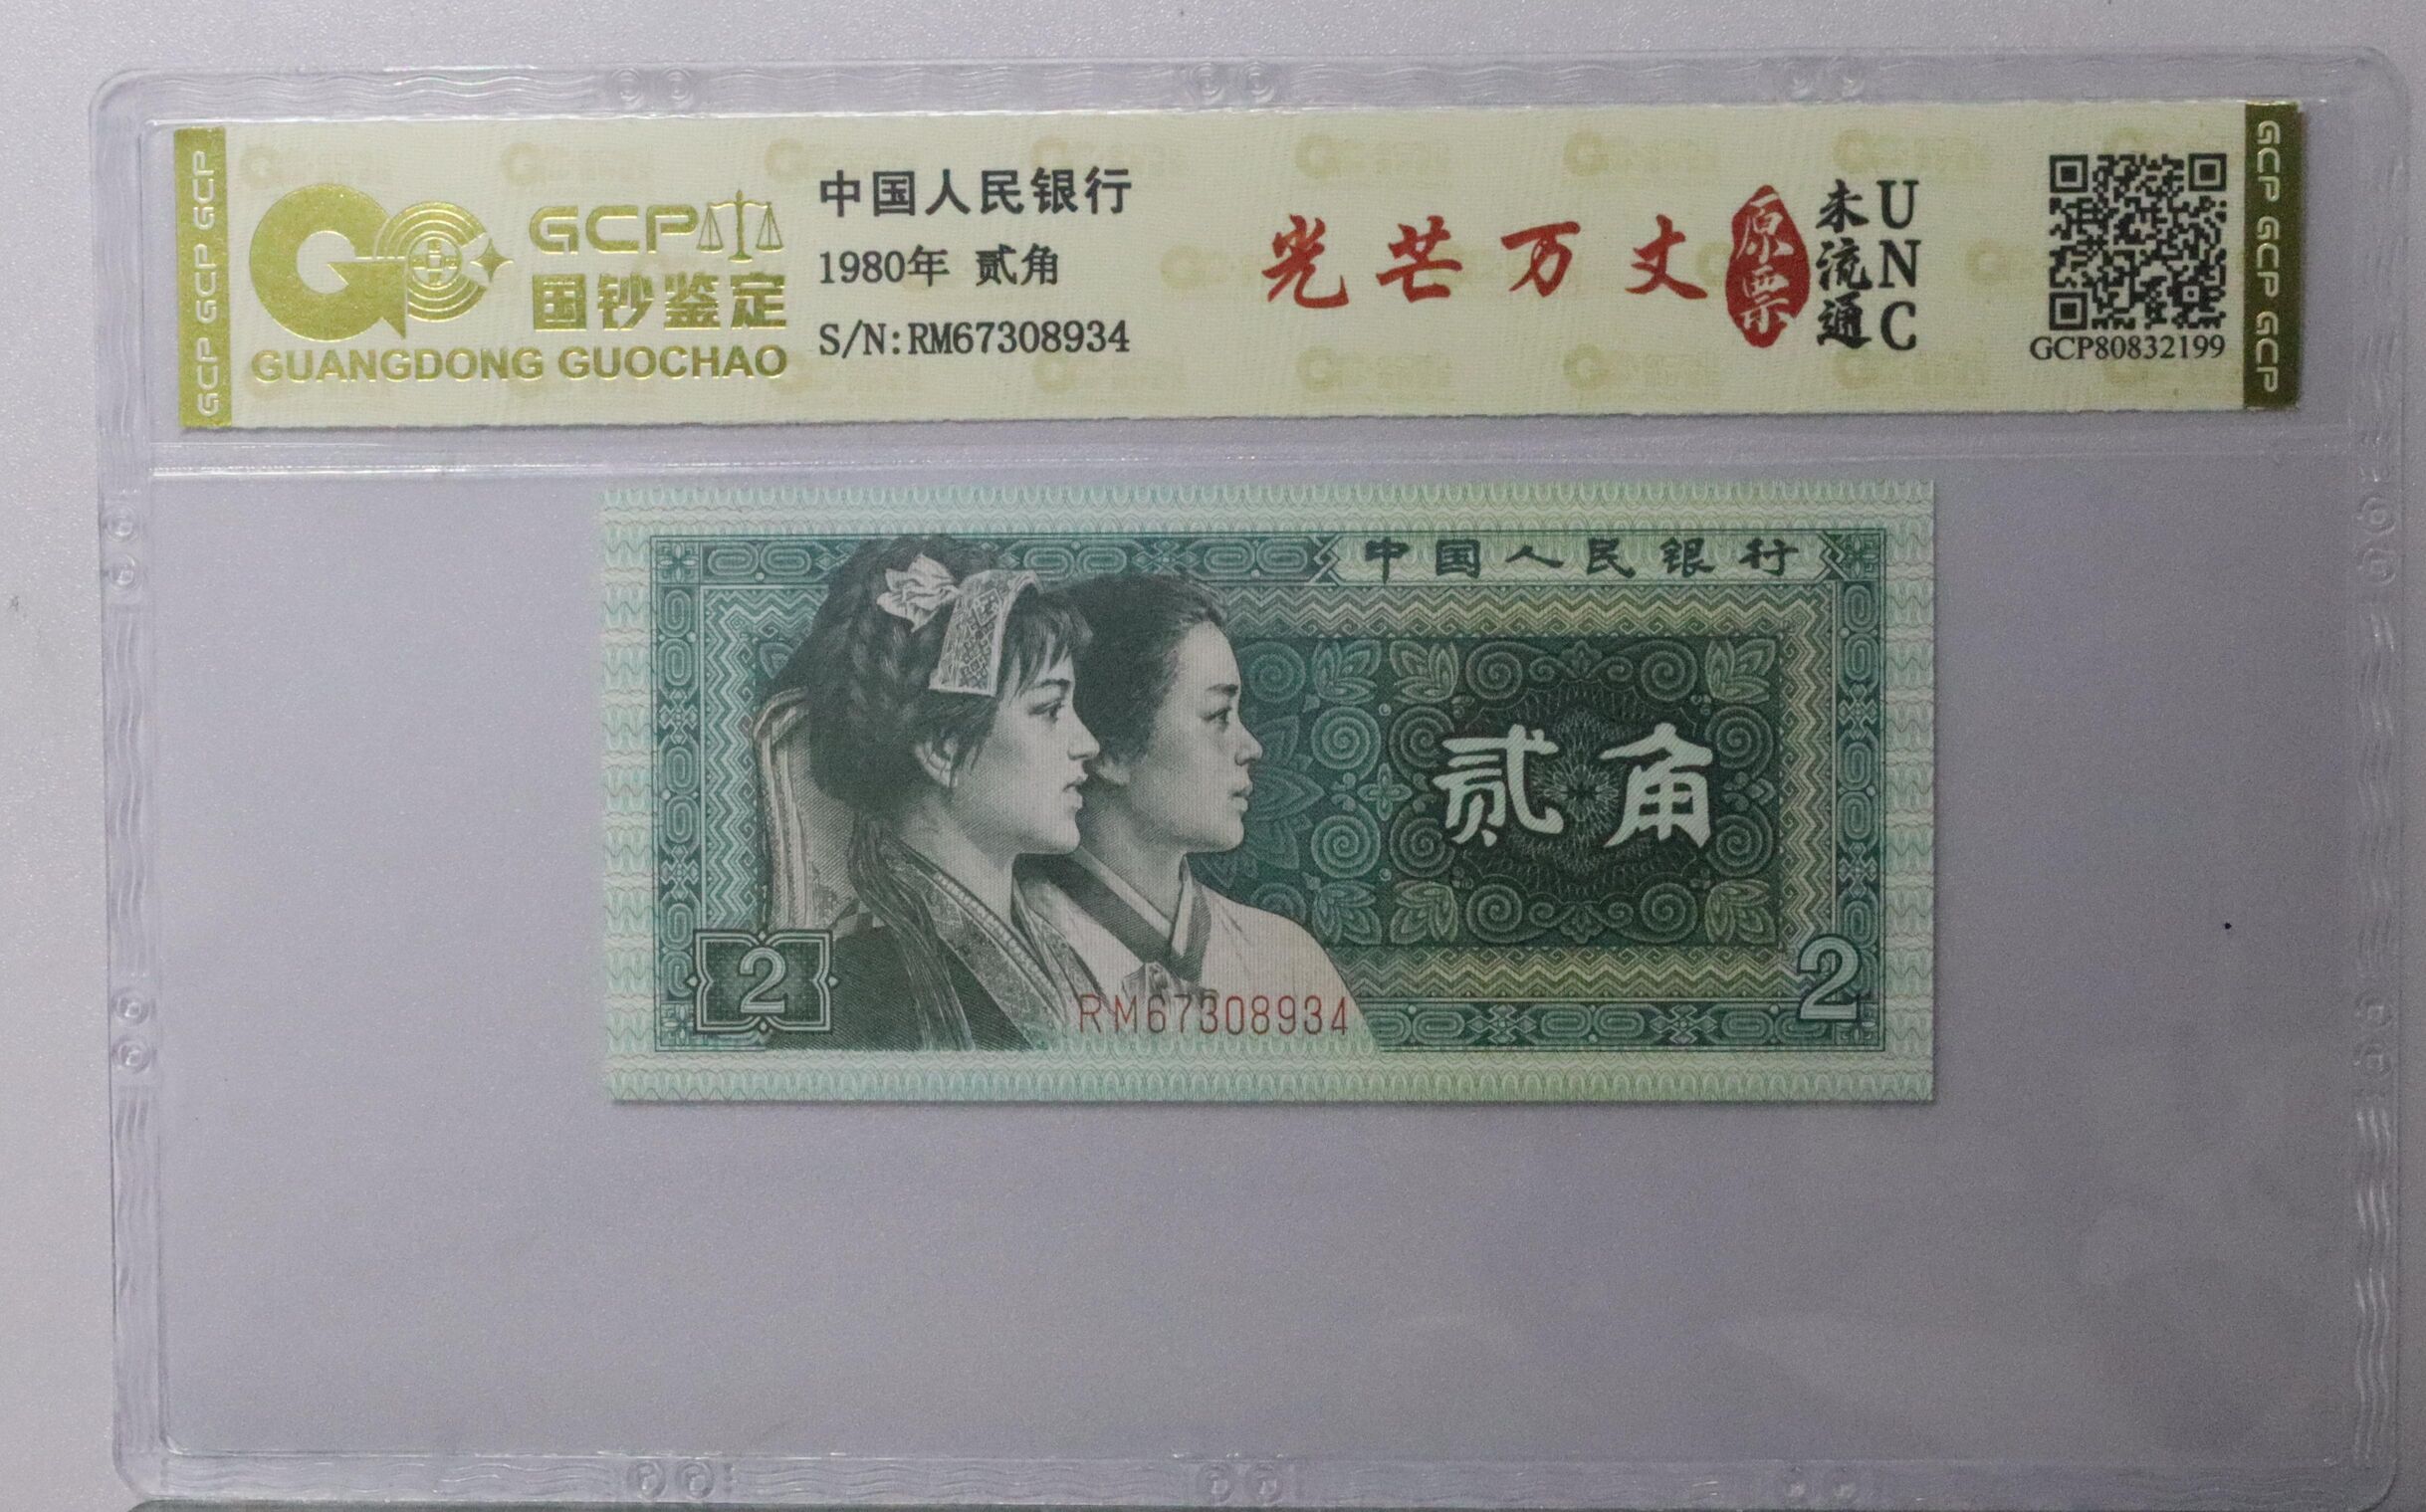 GCP GCP GCP
GCP
国钞鉴定
GUANGDONG GUOCHAO
中国人民银行
1980年 贰角
S/N:RM67308934
光芒万丈
原票
未流通
UNC
GCP80832199
GCP GCP GCP
中国人民银行
贰角
2
RM67308934
2